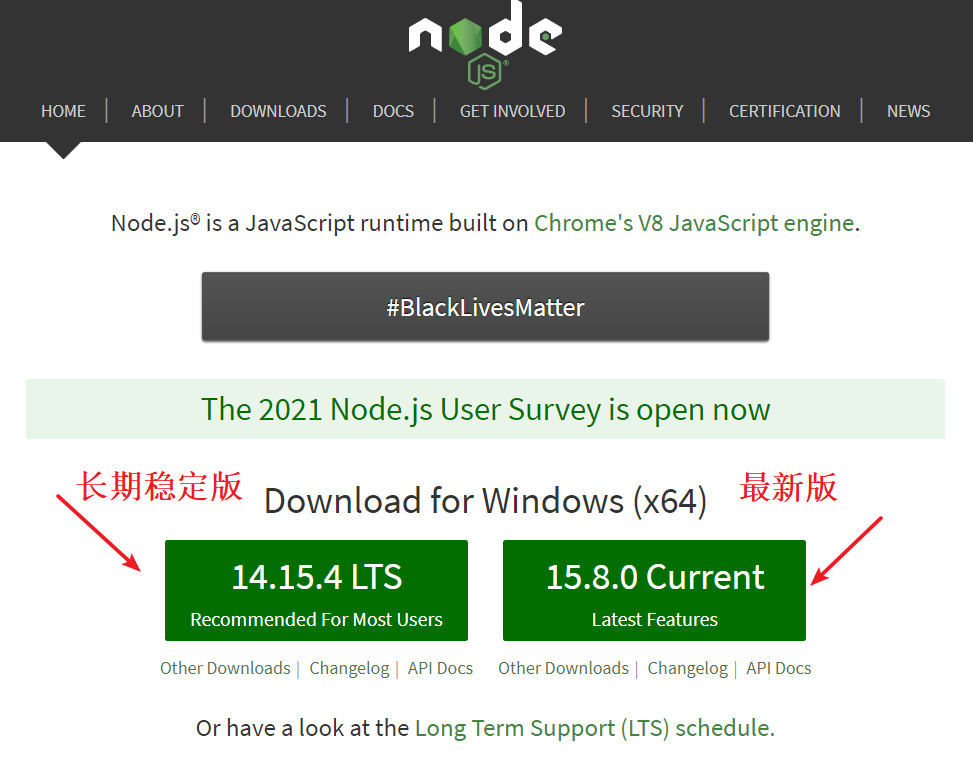 node
JS®
HOME | ABOUT | DOWNLOADS | DOCS | GET INVOLVED | SECURITY | CERTIFICATION | NEWS
Node.js® is a JavaScript runtime built on Chrome's V8 JavaScript engine.
#BlackLivesMatter
The 2021 Node.js User Survey is open now
长期稳定版
最新版
Download for Windows (x64)
14.15.4 LTS
Recommended For Most Users
15.8.0 Current
Latest Features
Other Downloads | Changelog | API Docs
Other Downloads | Changelog | API Docs
Or have a look at the Long Term Support (LTS) schedule.